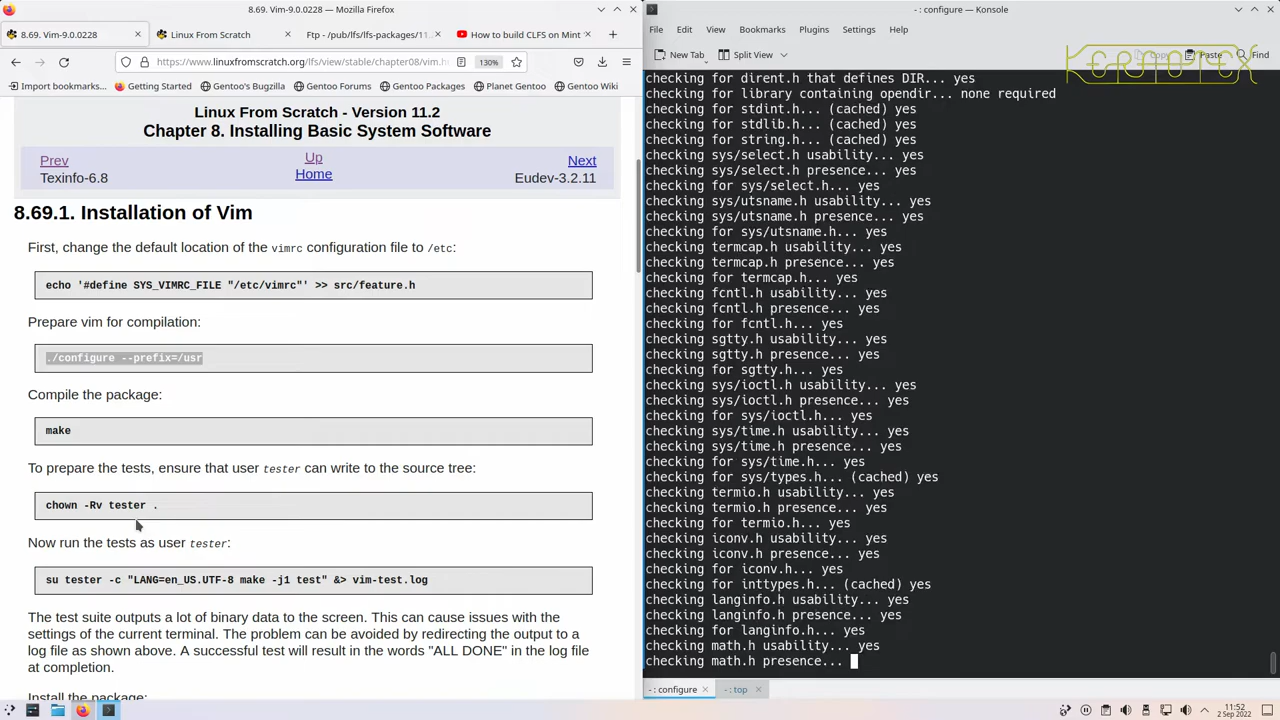 8.69. Vim-9.0.0228 — Mozilla Firefox
8.69. Vim-9.0.0228
Linux From Scratch
Ftp - /pub/lfs/lfs-packages/11.
How to build CLFS on Mint
https://www.linuxfromscratch.org/lfs/view/stable/chapter08/vim.h
Import bookmarks...
Getting Started
Gentoo's Bugzilla
Gentoo Forums
Gentoo Packages
Planet Gentoo
Gentoo Wiki
Linux From Scratch - Version 11.2
Chapter 8. Installing Basic System Software
Prev
Up
Next
Texinfo-6.8
Home
Eudev-3.2.11
8.69.1. Installation of Vim
First, change the default location of the vimrc configuration file to /etc:
echo '#define SYS_VIMRC_FILE "/etc/vimrc"' >> src/feature.h
Prepare vim for compilation:
./configure --prefix=/usr
Compile the package:
make
To prepare the tests, ensure that user tester can write to the source tree:
chown -Rv tester .
Now run the tests as user tester:
su tester -c "LANG=en_US.UTF-8 make -j1 test" &> vim-test.log
The test suite outputs a lot of binary data to the screen. This can cause issues with the
settings of the current terminal. The problem can be avoided by redirecting the output to a
log file as shown above. A successful test will result in the words "ALL DONE" in the log file
at completion.
Install the package:
- : configure — Konsole
File Edit View Bookmarks Plugins Settings Help
New Tab
Split View
Copy
Paste
Find
KERNOTEX
checking for dirent.h that defines DIR... yes
checking for library containing opendir... none required
checking for stdint.h... (cached) yes
checking for stdlib.h... (cached) yes
checking for string.h... (cached) yes
checking sys/select.h usability... yes
checking sys/select.h presence... yes
checking for sys/select.h... yes
checking sys/utsname.h usability... yes
checking sys/utsname.h presence... yes
checking for sys/utsname.h... yes
checking termcap.h usability... yes
checking termcap.h presence... yes
checking for termcap.h... yes
checking fcntl.h usability... yes
checking fcntl.h presence... yes
checking for fcntl.h... yes
checking sgtty.h usability... yes
checking sgtty.h presence... yes
checking for sgtty.h... yes
checking sys/ioctl.h usability... yes
checking sys/ioctl.h presence... yes
checking for sys/ioctl.h... yes
checking sys/time.h usability... yes
checking sys/time.h presence... yes
checking for sys/time.h... yes
checking for sys/types.h... (cached) yes
checking termio.h usability... yes
checking termio.h presence... yes
checking for termio.h... yes
checking iconv.h usability... yes
checking iconv.h presence... yes
checking for iconv.h... yes
checking for inttypes.h... (cached) yes
checking langinfo.h usability... yes
checking langinfo.h presence... yes
checking for langinfo.h... yes
checking math.h usability... yes
checking math.h presence...
- : configure
- : top
11:52
2 Sep 2022